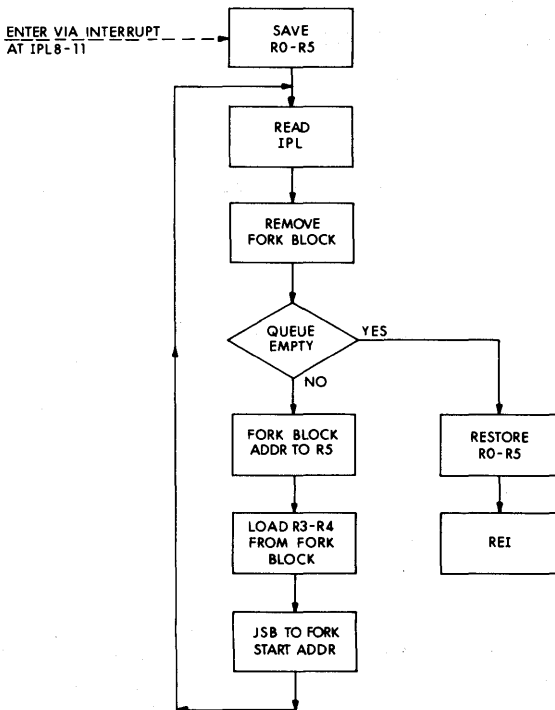 ENTER VIA INTERRUPT
AT IPL8-11
SAVE
R0-R5
READ
IPL
REMOVE
FORK BLOCK
QUEUE
EMPTY
YES
NO
FORK BLOCK
ADDR TO R5
RESTORE
R0-R5
LOAD R3-R4
FROM FORK
BLOCK
REI
JSB TO FORK
START ADDR